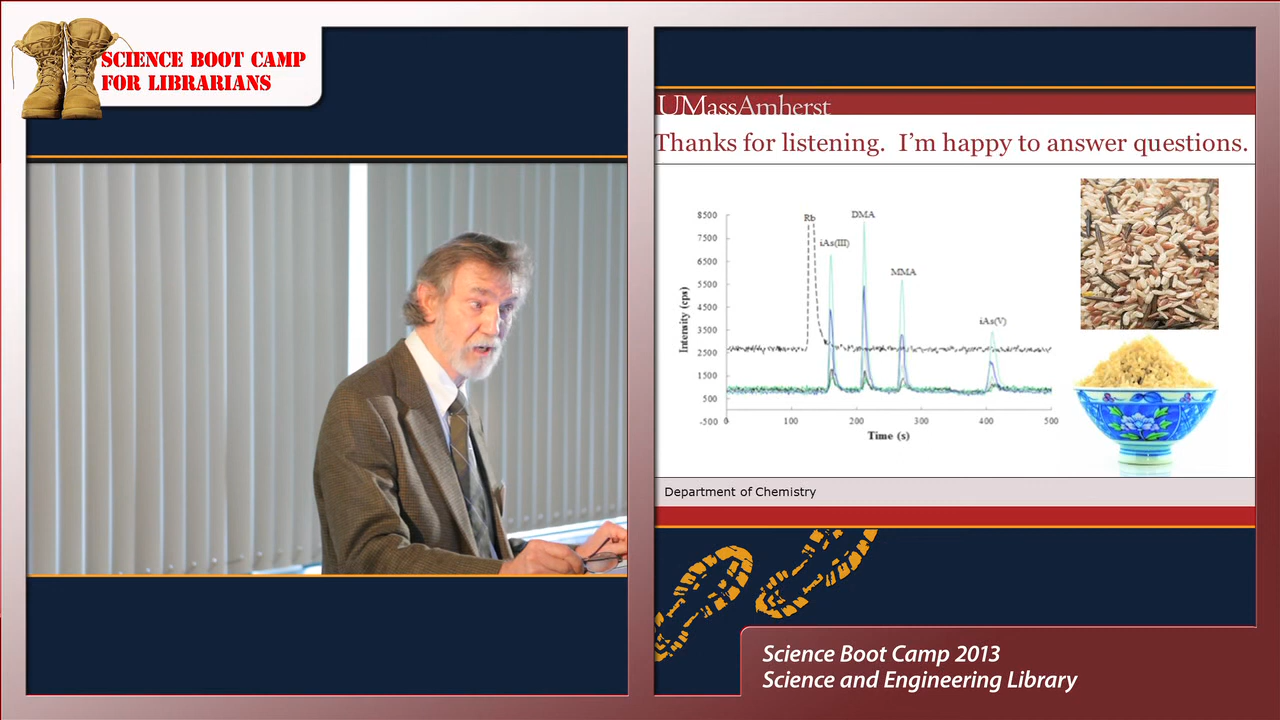 SCIENCE BOOT CAMP
FOR LIBRARIANS
UMassAmherst
Thanks for listening.  I'm happy to answer questions.
8500
7500
6500
5500
4500
3500
2500
1500
500
-500
0
100
200
300
400
500
Intensity (cps)
Time (s)
Rb
iAs(III)
DMA
MMA
iAs(V)
Department of Chemistry
Science Boot Camp 2013
Science and Engineering Library